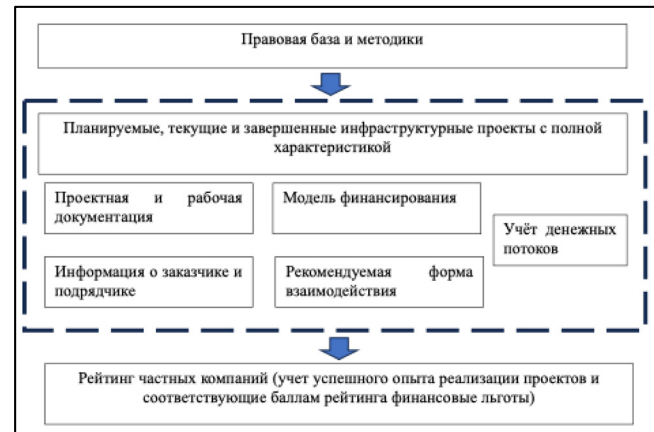 Правовая база и методики
Планируемые, текущие и завершенные инфраструктурные проекты с полной
характеристикой
Проектная и рабочая
документация
Модель финансирования
Учёт денежных
потоков
Информация о заказчике и
подрядчике
Рекомендуемая форма
взаимодействия
Рейтинг частных компаний (учет успешного опыта реализации проектов и
соответствующие баллам рейтинга финансовые льготы)